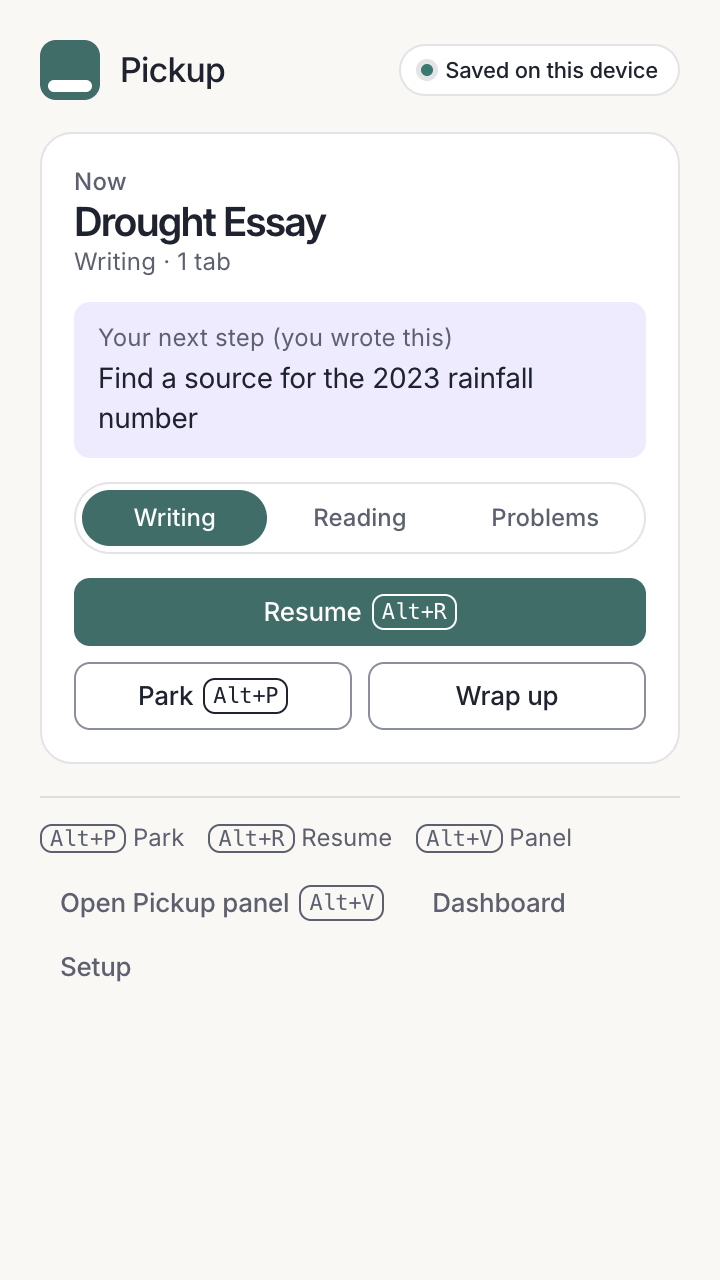 Pickup
Saved on this device
Now
Drought Essay
Writing · 1 tab
Your next step (you wrote this)
Find a source for the 2023 rainfall
number
Writing
Reading
Problems
Resume Alt+R
Park Alt+P
Wrap up
Alt+P Park Alt+R Resume Alt+V Panel
Open Pickup panel Alt+V
Dashboard
Setup